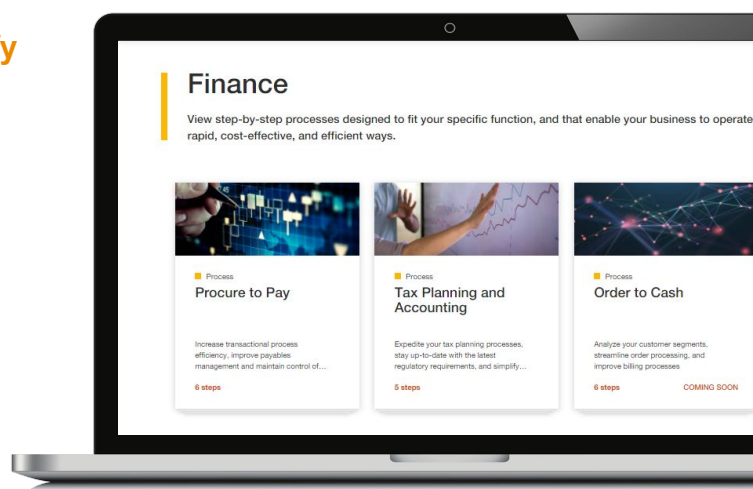 Finance
View step-by-step processes designed to fit your specific function, and that enable your business to operate
rapid, cost-effective, and efficient ways.
Process
Procure to Pay
Increase transactional process
efficiency, improve payables
management and maintain control of...
6 steps
Process
Tax Planning and
Accounting
Expedite your tax planning processes,
stay up-to-date with the latest
regulatory requirements, and simplify...
5 steps
Process
Order to Cash
Analyze your customer segments,
streamline order processing, and
improve billing processes
6 steps COMING SOON